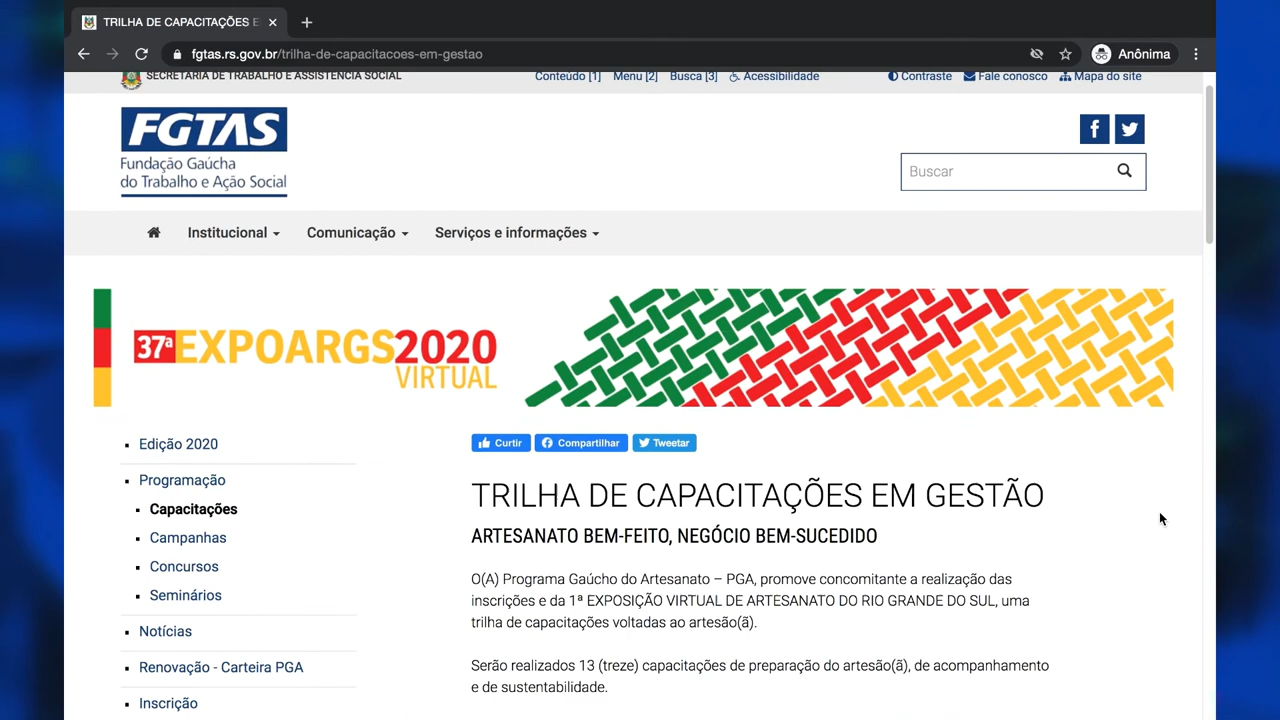 TRILHA DE CAPACITAÇÕES E
fgtas.rs.gov.br/trilha-de-capacitacoes-em-gestao
Anônima
SECRETARIA DE TRABALHO E ASSISTÊNCIA SOCIAL
Conteúdo [1] Menu [2] Busca [3] Acessibilidade
Contraste Fale conosco Mapa do site
FGTAS
Fundação Gaúcha
do Trabalho e Ação Social
Buscar
Institucional Comunicação Serviços e informações
37ª EXPOARGS2020
VIRTUAL
Edição 2020
Programação
Capacitações
Campanhas
Concursos
Seminários
Notícias
Renovação - Carteira PGA
Inscrição
Curtir Compartilhar Tweetar
TRILHA DE CAPACITAÇÕES EM GESTÃO
ARTESANATO BEM-FEITO, NEGÓCIO BEM-SUCEDIDO
O(A) Programa Gaúcho do Artesanato – PGA, promove concomitante a realização das
inscrições e da 1ª EXPOSIÇÃO VIRTUAL DE ARTESANATO DO RIO GRANDE DO SUL, uma
trilha de capacitações voltadas ao artesão(ã).
Serão realizados 13 (treze) capacitações de preparação do artesão(ã), de acompanhamento
e de sustentabilidade.